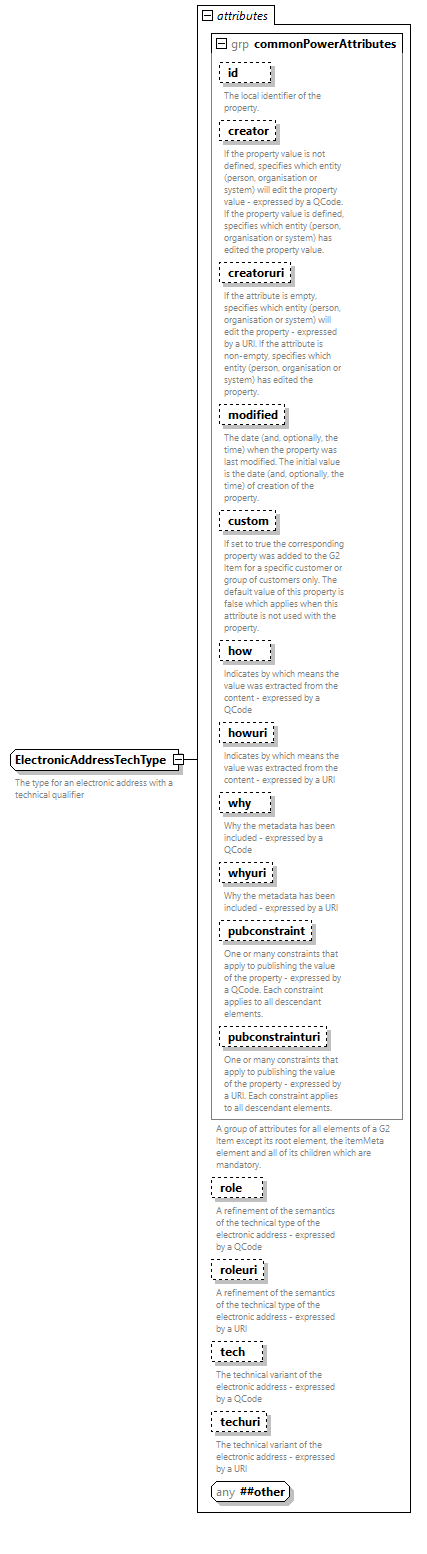 attributes
grp commonPowerAttributes
id
The local identifier of the
property.
creator
If the property value is not
defined, specifies which entity
(person, organisation or
system) will edit the property
value - expressed by a QCode.
If the property value is defined,
specifies which entity (person,
organisation or system) has
edited the property value.
creatoruri
If the attribute is empty,
specifies which entity (person,
organisation or system) will
edit the property - expressed
by a URI. If the attribute is
non-empty, specifies which
entity (person, organisation or
system) has edited the
property.
modified
The date (and, optionally, the
time) when the property was
last modified. The initial value
is the date (and, optionally, the
time) of creation of the
property.
custom
If set to true the corresponding
property was added to the G2
Item for a specific customer or
group of customers only. The
default value of this property is
false which applies when this
attribute is not used with the
property.
how
Indicates by which means the
value was extracted from the
content - expressed by a
QCode
howuri
Indicates by which means the
value was extracted from the
content - expressed by a URI
why
Why the metadata has been
included - expressed by a
QCode
whyuri
Why the metadata has been
included - expressed by a URI
pubconstraint
One or many constraints that
apply to publishing the value
of the property - expressed by
a QCode. Each constraint
applies to all descendant
elements.
pubconstrainturi
One or many constraints that
apply to publishing the value
of the property - expressed by
a URI. Each constraint applies
to all descendant elements.
A group of attributes for all elements of a G2
Item except its root element, the itemMeta
element and all of its children which are
mandatory.
role
A refinement of the semantics
of the technical type of the
electronic address - expressed
by a QCode
roleuri
A refinement of the semantics
of the technical type of the
electronic address - expressed
by a URI
tech
The technical variant of the
electronic address - expressed
by a QCode
techuri
The technical variant of the
electronic address - expressed
by a URI
any ##other
ElectronicAddressTechType
The type for an electronic address with a
technical qualifier